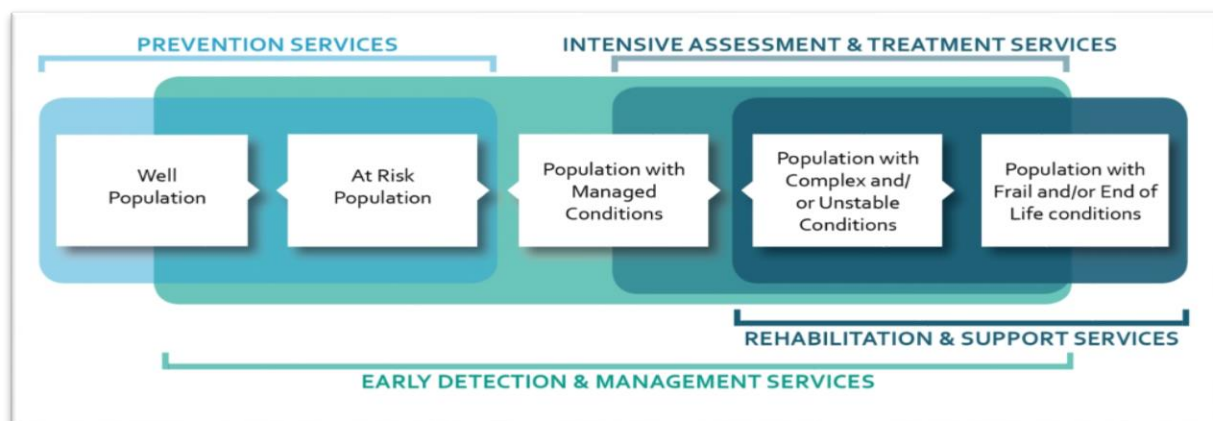 PREVENTION SERVICES
INTENSIVE ASSESSMENT & TREATMENT SERVICES
Well
Population
At Risk
Population
Population with
Managed
Conditions
Population with
Complex and/
or Unstable
Conditions
Population with
Frail and/or End of
Life conditions
REHABILITATION & SUPPORT SERVICES
EARLY DETECTION & MANAGEMENT SERVICES